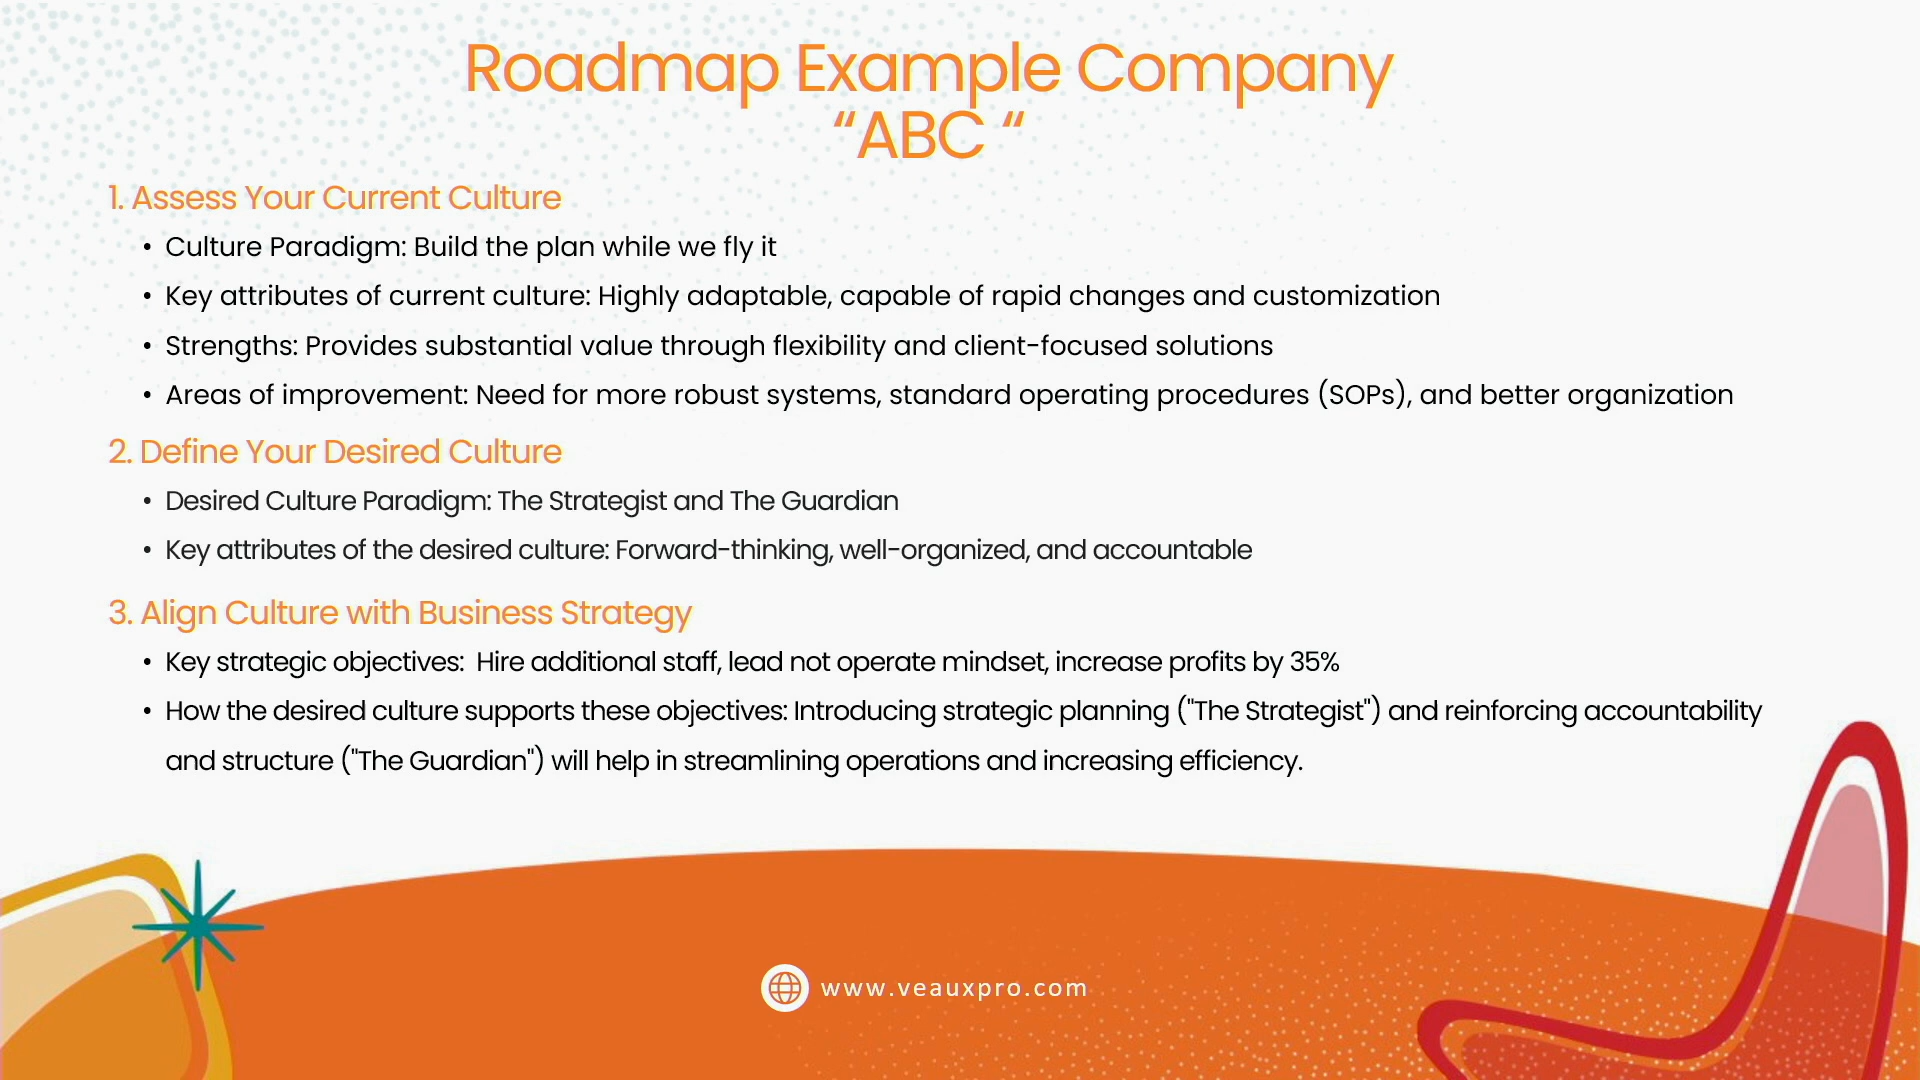 Roadmap Example Company
“ABC “
1. Assess Your Current Culture
• Culture Paradigm: Build the plan while we fly it
• Key attributes of current culture: Highly adaptable, capable of rapid changes and customization
• Strengths: Provides substantial value through flexibility and client-focused solutions
• Areas of improvement: Need for more robust systems, standard operating procedures (SOPs), and better organization
2. Define Your Desired Culture
• Desired Culture Paradigm: The Strategist and The Guardian
• Key attributes of the desired culture: Forward-thinking, well-organized, and accountable
3. Align Culture with Business Strategy
• Key strategic objectives:  Hire additional staff, lead not operate mindset, increase profits by 35%
• How the desired culture supports these objectives: Introducing strategic planning ("The Strategist") and reinforcing accountability
and structure ("The Guardian") will help in streamlining operations and increasing efficiency.
www.veauxpro.com